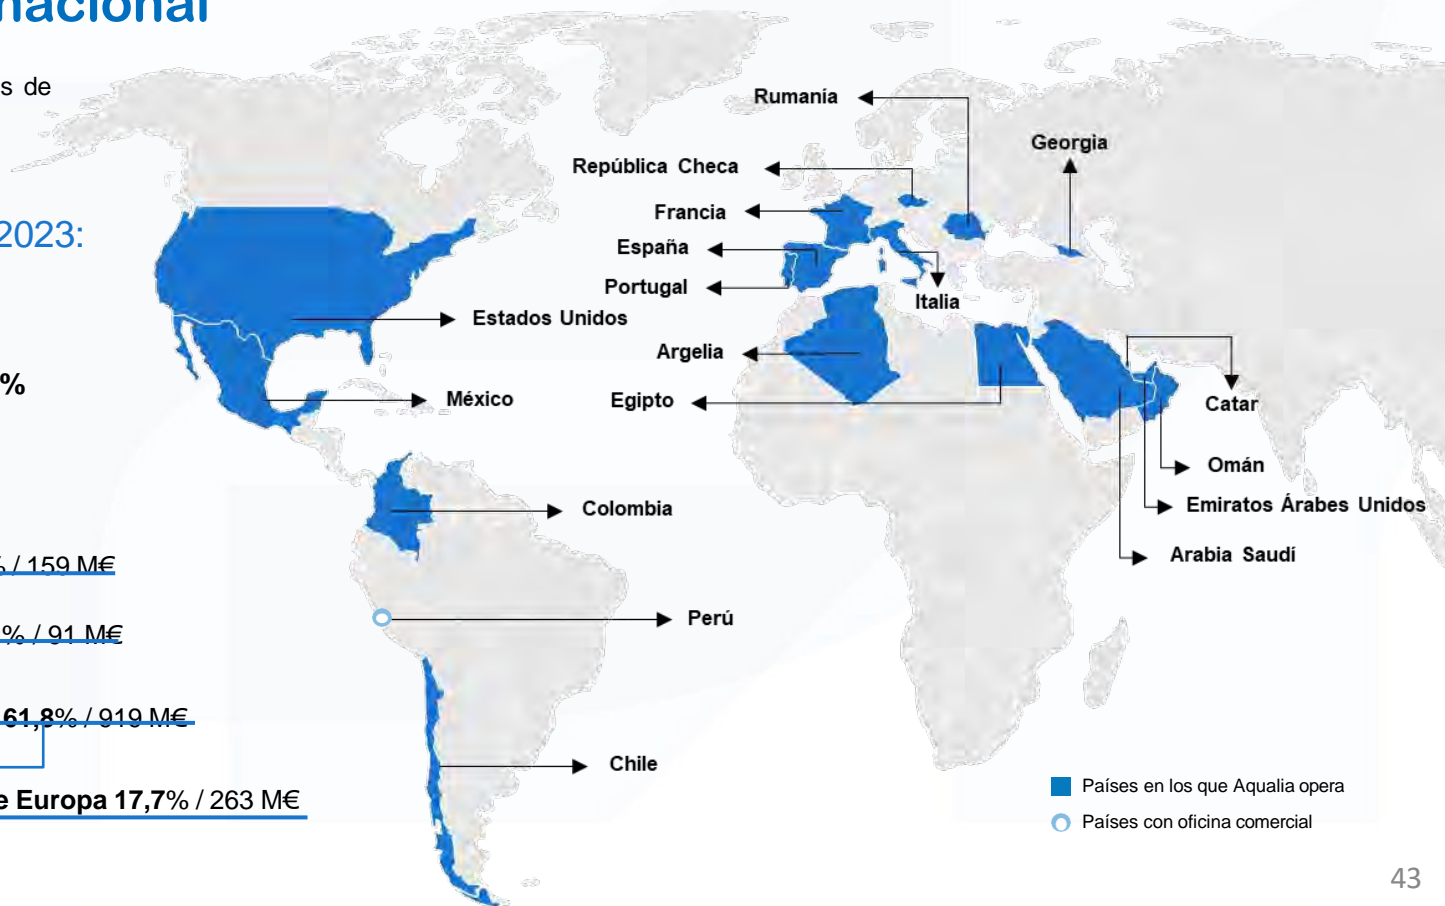 nacional
s de
2023:
%
% / 159 M€
% / 91 M€
61,8% / 919 M€
e Europa 17,7% / 263 M€
Rumanía
Georgia
República Checa
Francia
España
Portugal
Italia
Estados Unidos
Argelia
México
Egipto
Catar
Omán
Colombia
Emiratos Árabes Unidos
Arabia Saudí
Perú
Chile
Países en los que Aqualia opera
Países con oficina comercial
43